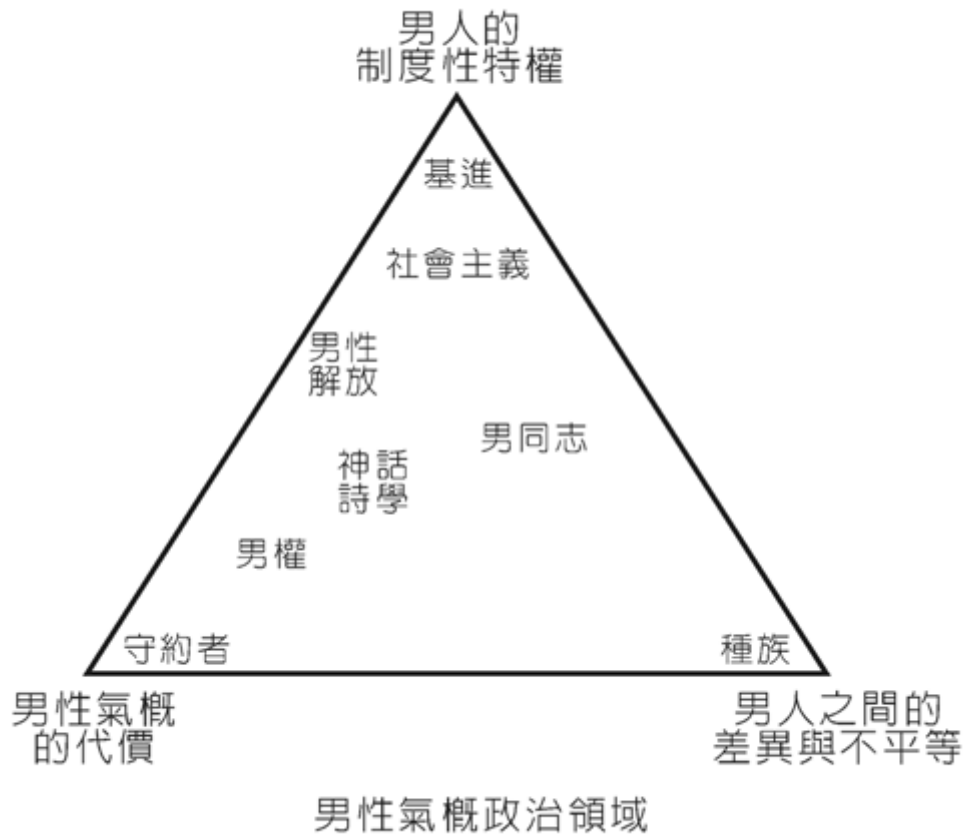 男人的
制度性特權
基進
社會主義
男性
解放
男同志
神話
詩學
男權
守約者
種族
男性氣概
的代價
男人之間的
差異與不平等
男性氣概政治領域